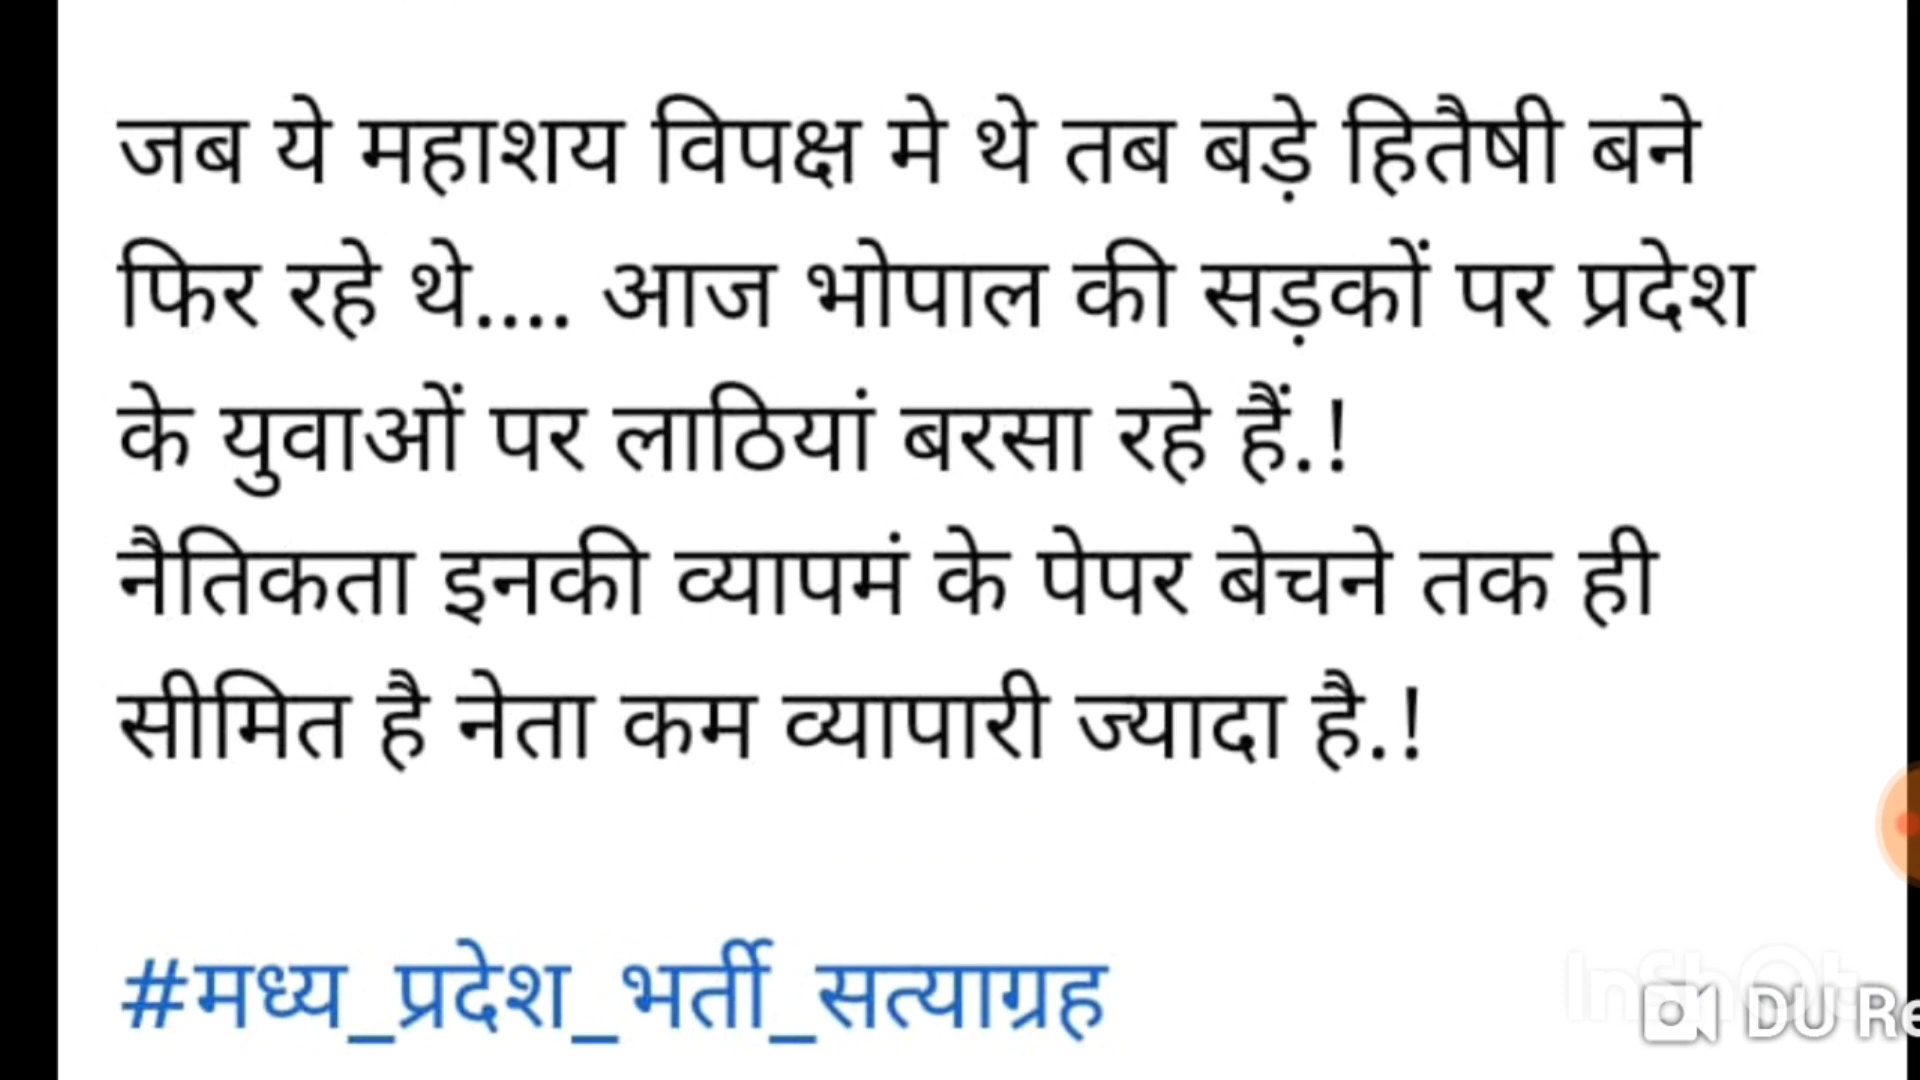 जब ये महाशय विपक्ष मे थे तब बड़े हितैषी बने
फिर रहे थे.... आज भोपाल की सड़कों पर प्रदेश
के युवाओं पर लाठियां बरसा रहे हैं.!
नैतिकता इनकी व्यापमं के पेपर बेचने तक ही
सीमित है नेता कम व्यापारी ज्यादा है.!
#मध्य_प्रदेश_भर्ती_सत्याग्रह
InShOt
DU Re